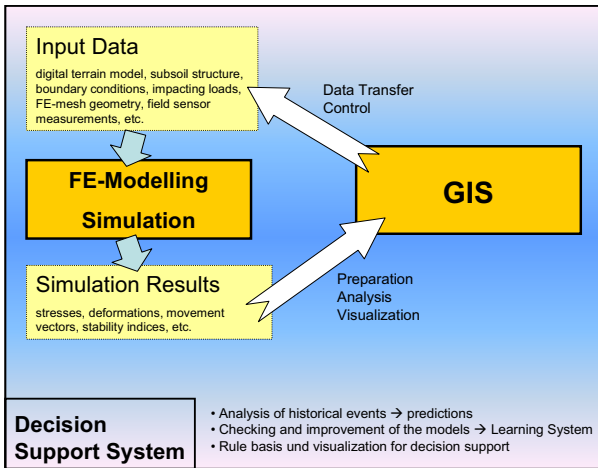 Input Data
digital terrain model, subsoil structure,
boundary conditions, impacting loads,
FE-mesh geometry, field sensor
measurements, etc.
Data Transfer
Control
FE-Modelling
Simulation
GIS
Simulation Results
stresses, deformations, movement
vectors, stability indices, etc.
Preparation
Analysis
Visualization
Decision
Support System
• Analysis of historical events → predictions
• Checking and improvement of the models → Learning System
• Rule basis und visualization for decision support